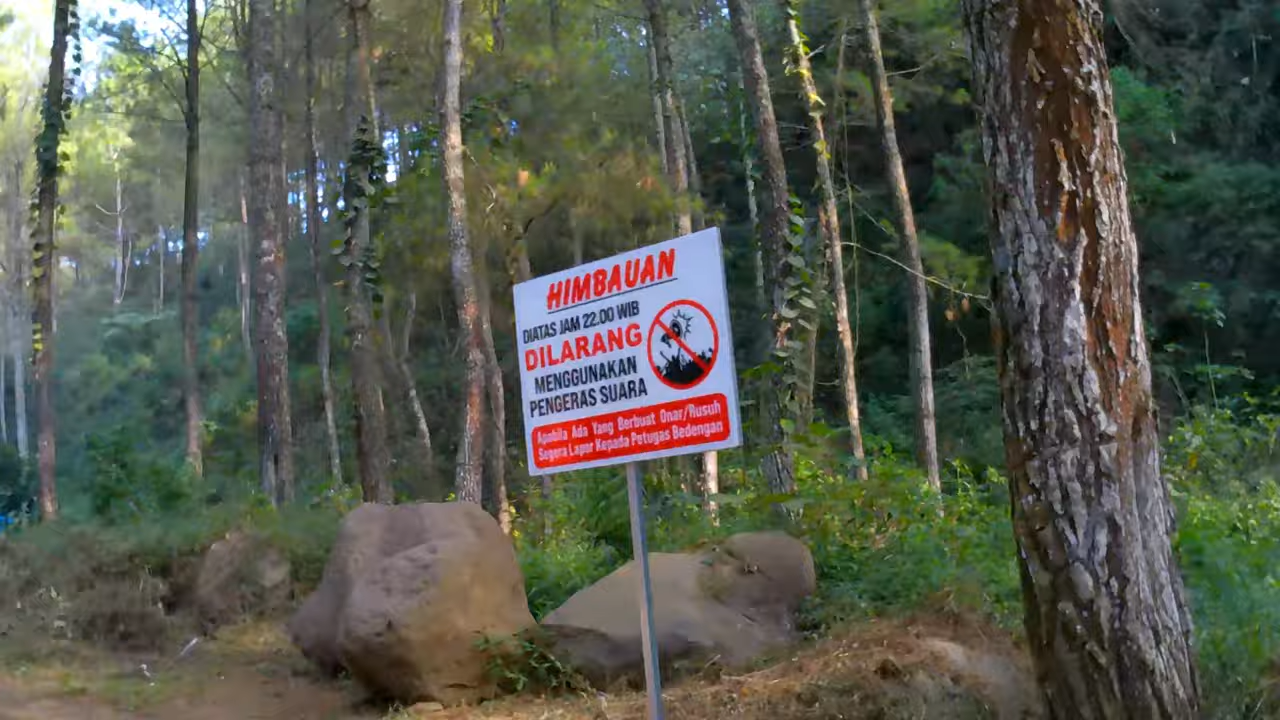 HIMBAUAN
DIATAS JAM 22.00 WIB
DILARANG
MENGGUNAKAN
PENGERAS SUARA
Apabila Ada Yang Berbuat Onar/Rusuh
Segera Lapor Kepada Petugas Bedengan